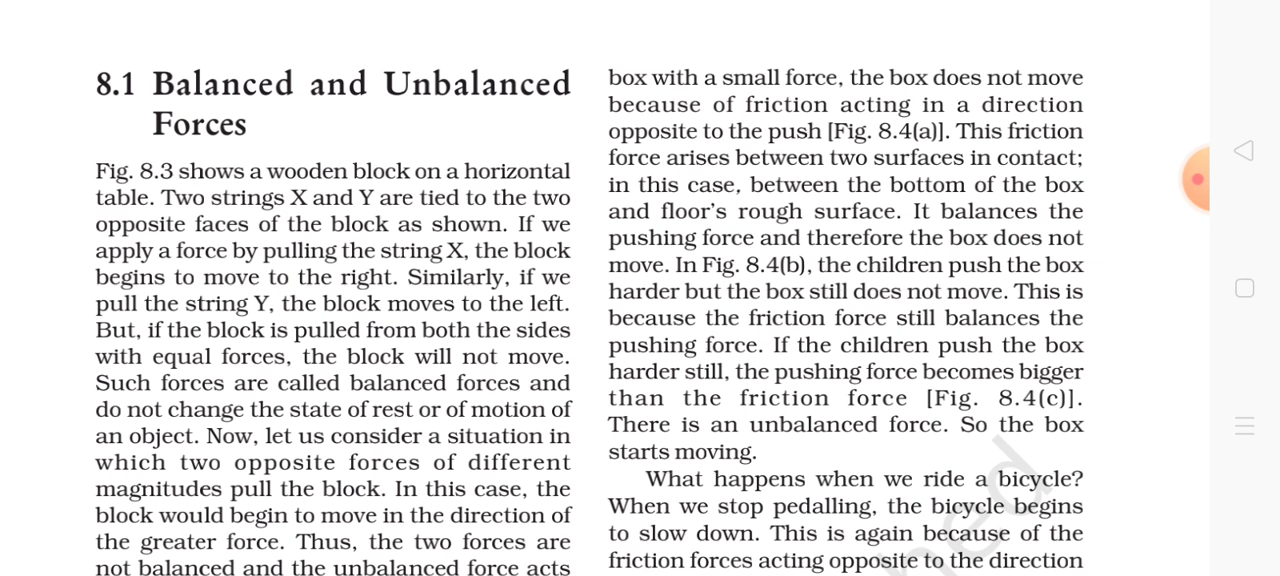 8.1 Balanced and Unbalanced
Forces
Fig. 8.3 shows a wooden block on a horizontal
table. Two strings X and Y are tied to the two
opposite faces of the block as shown. If we
apply a force by pulling the string X, the block
begins to move to the right. Similarly, if we
pull the string Y, the block moves to the left.
But, if the block is pulled from both the sides
with equal forces, the block will not move.
Such forces are called balanced forces and
do not change the state of rest or of motion of
an object. Now, let us consider a situation in
which two opposite forces of different
magnitudes pull the block. In this case, the
block would begin to move in the direction of
the greater force. Thus, the two forces are
not balanced and the unbalanced force acts
box with a small force, the box does not move
because of friction acting in a direction
opposite to the push [Fig. 8.4(a)]. This friction
force arises between two surfaces in contact;
in this case, between the bottom of the box
and floor's rough surface. It balances the
pushing force and therefore the box does not
move. In Fig. 8.4(b), the children push the box
harder but the box still does not move. This is
because the friction force still balances the
pushing force. If the children push the box
harder still, the pushing force becomes bigger
than the friction force [Fig. 8.4(c)].
There is an unbalanced force. So the box
starts moving.
What happens when we ride a bicycle?
When we stop pedalling, the bicycle begins
to slow down. This is again because of the
friction forces acting opposite to the direction